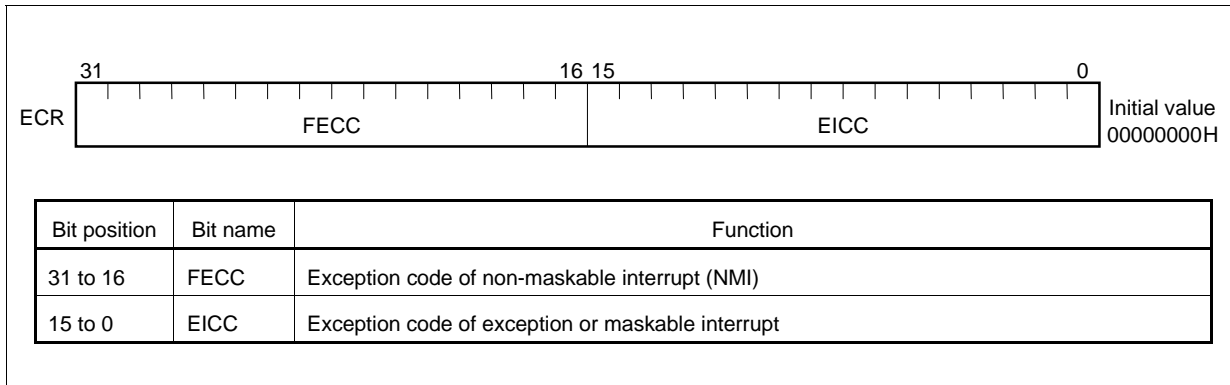 31 16 15 0
ECR FECC EICC Initial value
00000000H
Bit position Bit name Function
31 to 16 FECC Exception code of non-maskable interrupt (NMI)
15 to 0 EICC Exception code of exception or maskable interrupt